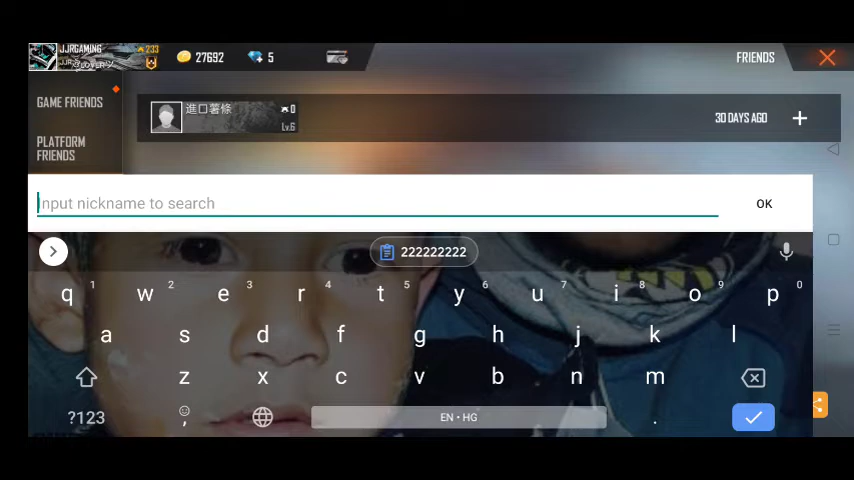 JJRGAMING
233
27692
5
FRIENDS
GAME FRIENDS
進口薯條
0
Lv.6
30 DAYS AGO
PLATFORM
FRIENDS
Input nickname to search
OK
222222222
q 1 w 2 e 3 r 4 t 5 y 6 u 7 i 8 o 9 p 0
a s d f g h j k l
z x c v b n m
?123 , EN • HG .